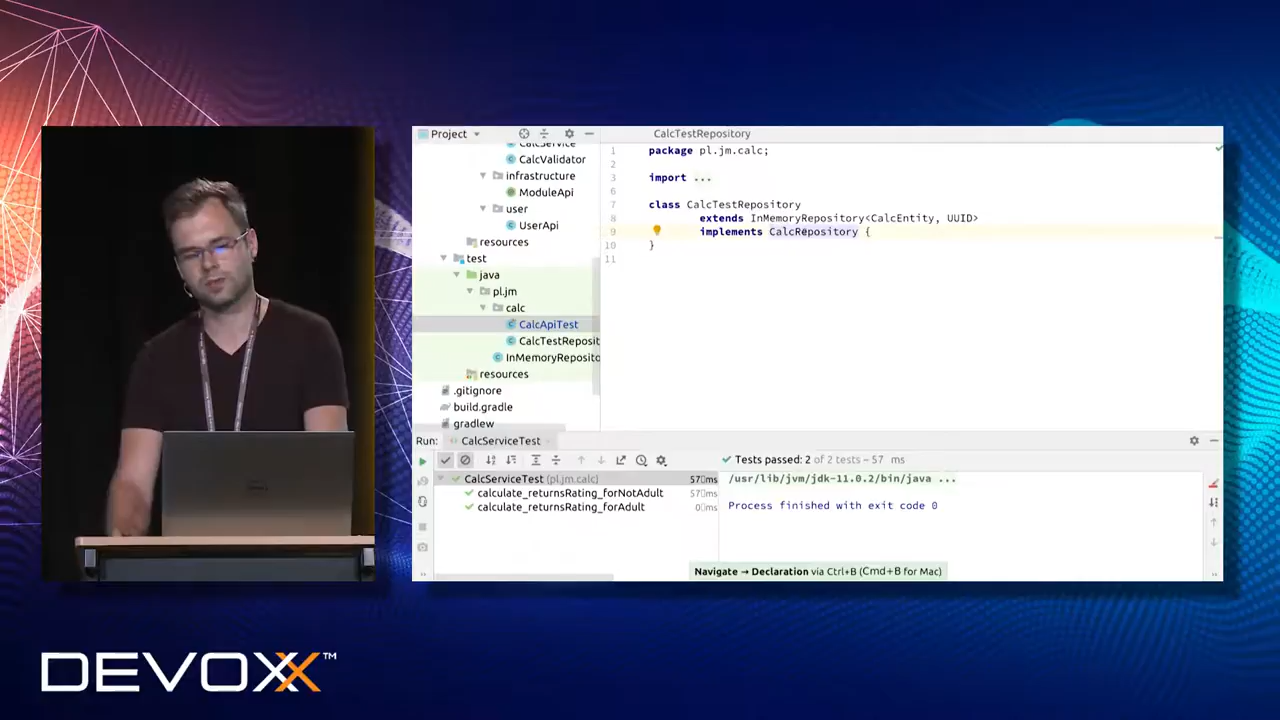 Project
CalcTestRepository
CalcService
CalcValidator
infrastructure
ModuleApi
user
UserApi
resources
test
java
pl.jm
calc
CalcApiTest
CalcTestReposit
InMemoryReposito
resources
.gitignore
build.gradle
gradlew
1 package pl.jm.calc;
2
3 import ...
6
7 class CalcTestRepository
8 extends InMemoryRepository<CalcEntity, UUID>
9 implements CalcRepository {
10 }
11
Run: CalcServiceTest
Tests passed: 2 of 2 tests – 57 ms
CalcServiceTest (pl.jm.calc) 57 ms
calculate_returnsRating_forNotAdult 57 ms
calculate_returnsRating_forAdult 0 ms
/usr/lib/jvm/jdk-11.0.2/bin/java ...
Process finished with exit code 0
Navigate → Declaration via Ctrl+B (Cmd+B for Mac)
DEVOXX™